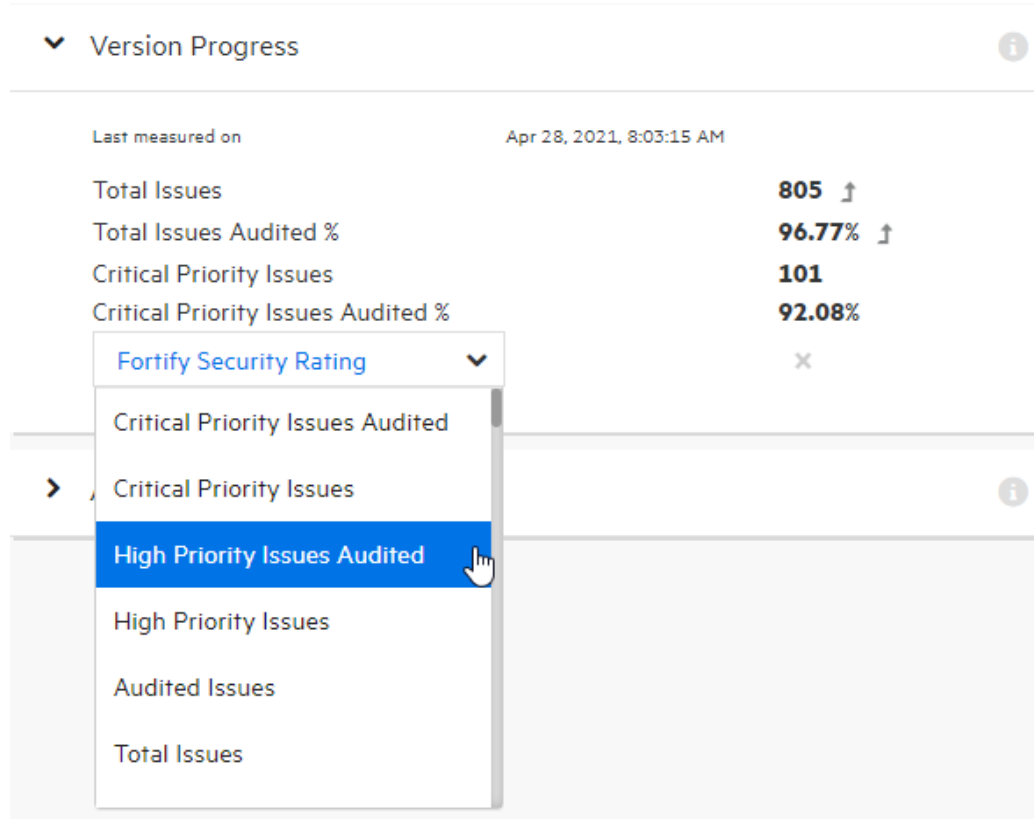 Version Progress
Last measured on Apr 28, 2021, 8:03:15 AM
Total Issues 805
Total Issues Audited % 96.77%
Critical Priority Issues 101
Critical Priority Issues Audited % 92.08%
Fortify Security Rating
Critical Priority Issues Audited
Critical Priority Issues
High Priority Issues Audited
High Priority Issues
Audited Issues
Total Issues